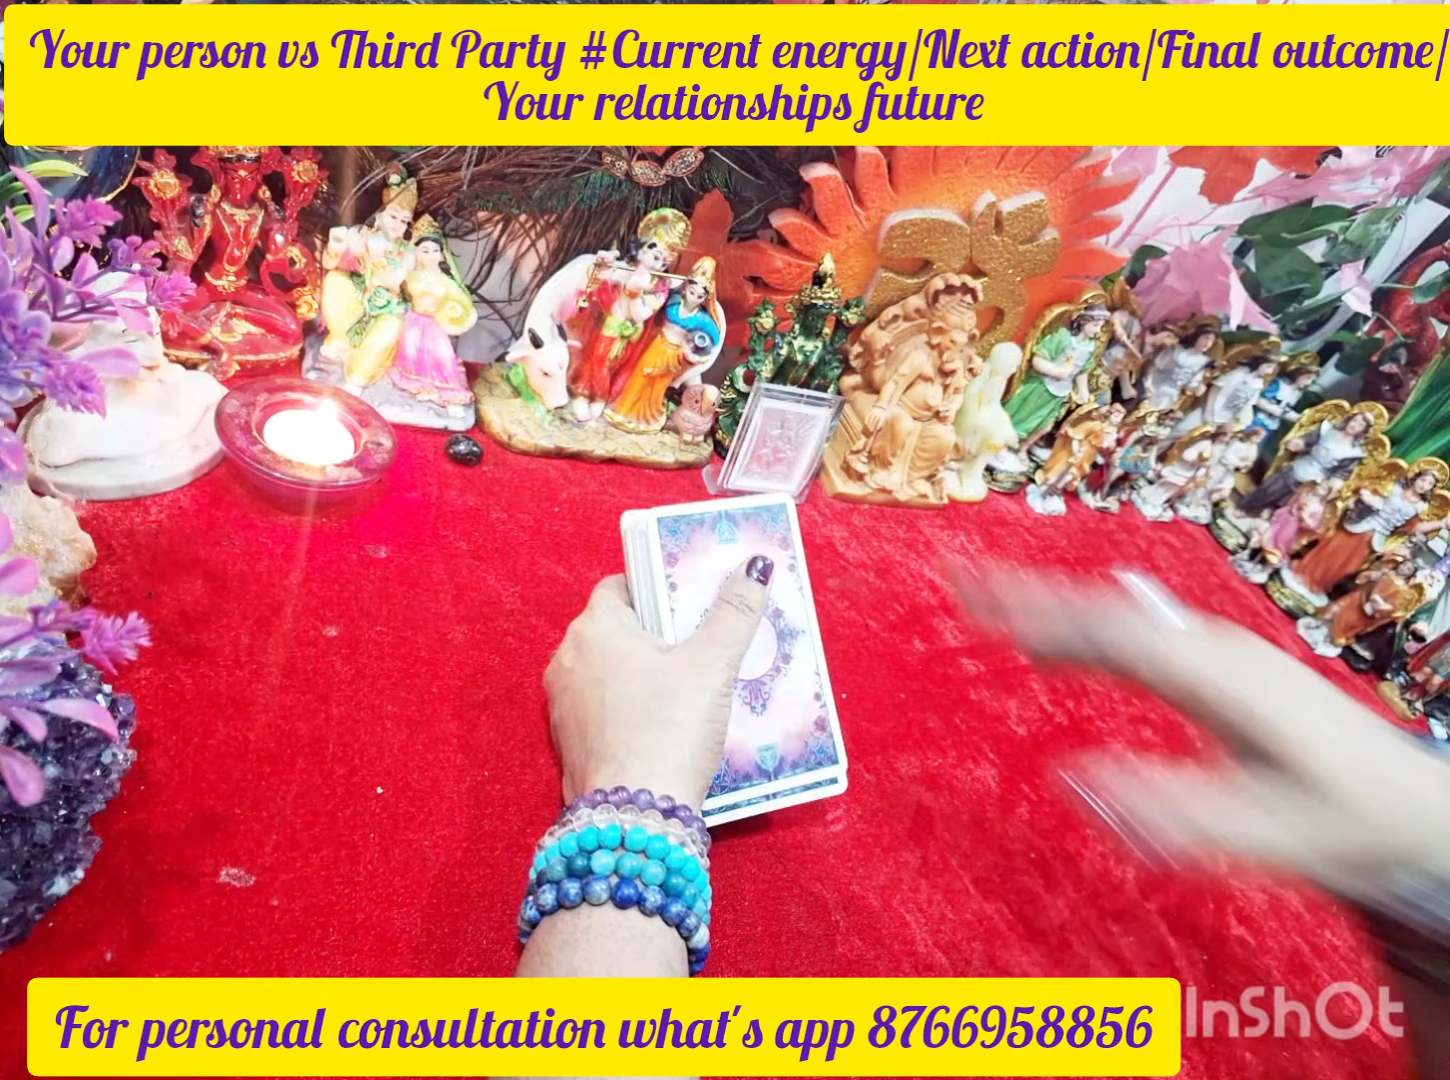 Your person vs Third Party #Current energy/Next action/Final outcome/
Your relationships future
For personal consultation what's app 8766958856
InShOt